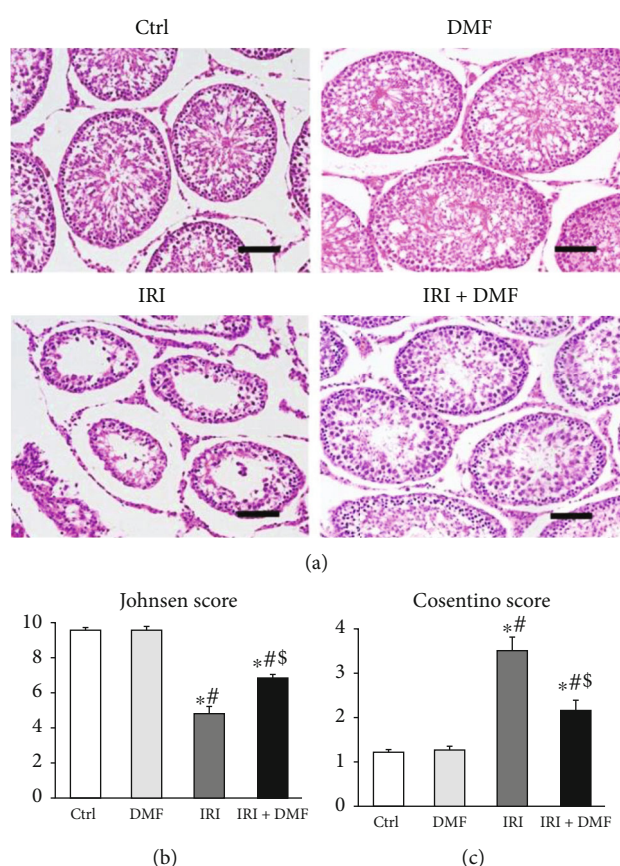 Ctrl DMF
IRI IRI + DMF
(a)
Johnsen score
10
8
6
4
2
0
*#
*#$
Ctrl DMF IRI IRI + DMF
(b)
Cosentino score
4
3
2
1
0
*#
*#$
Ctrl DMF IRI IRI + DMF
(c)